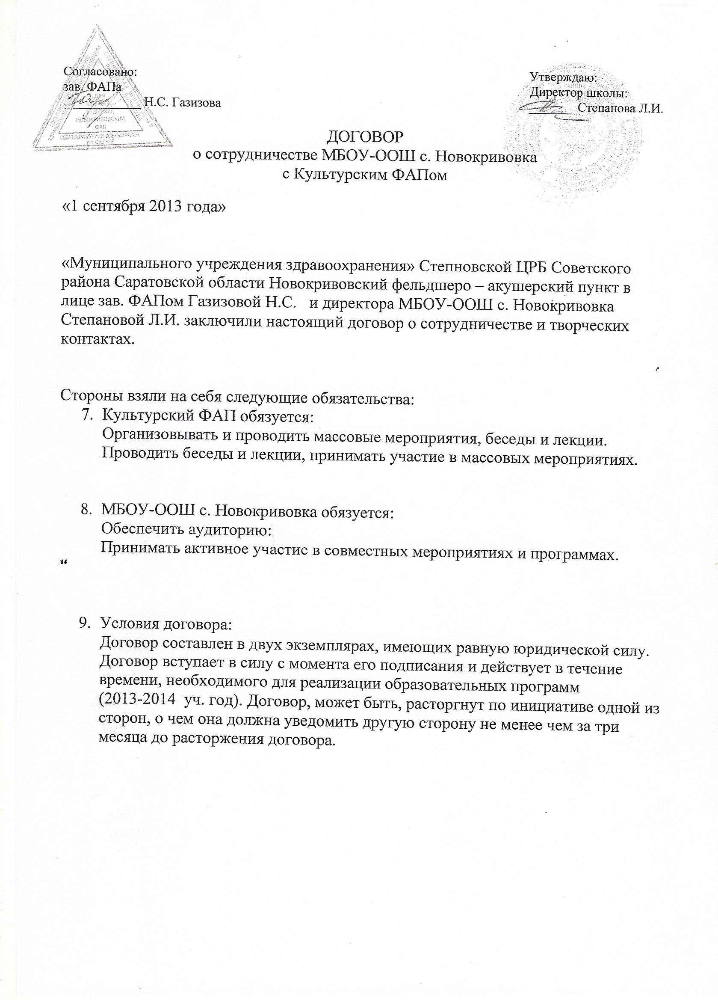 Согласовано:
зав. ФАПа
Н.С. Газизова
ДЛЯ
РЕЦЕПТОВ,
НОВОКРИВОВСКИЙ
ФАП
СОВЕТСКИЙ МУНИЦИПАЛЬНЫЙ РАЙОН,
р.п. СТЕПНОЕ
Утверждаю:
Директор школы:
Степанова Л.И.
ДОГОВОР
о сотрудничестве МБОУ-ООШ с. Новокривовка
с Культурским ФАПом
«1 сентября 2013 года»
«Муниципального учреждения здравоохранения» Степновской ЦРБ Советского
района Саратовской области Новокривовский фельдшеро – акушерский пункт в
лице зав. ФАПом Газизовой Н.С. и директора МБОУ-ООШ с. Новокривовка
Степановой Л.И. заключили настоящий договор о сотрудничестве и творческих
контактах.
Стороны взяли на себя следующие обязательства:
7. Культурский ФАП обязуется:
Организовывать и проводить массовые мероприятия, беседы и лекции.
Проводить беседы и лекции, принимать участие в массовых мероприятиях.
8. МБОУ-ООШ с. Новокривовка обязуется:
Обеспечить аудиторию:
Принимать активное участие в совместных мероприятиях и программах.
9. Условия договора:
Договор составлен в двух экземплярах, имеющих равную юридической силу.
Договор вступает в силу с момента его подписания и действует в течение
времени, необходимого для реализации образовательных программ
(2013-2014 уч. год). Договор, может быть, расторгнут по инициативе одной из
сторон, о чем она должна уведомить другую сторону не менее чем за три
месяца до расторжения договора.